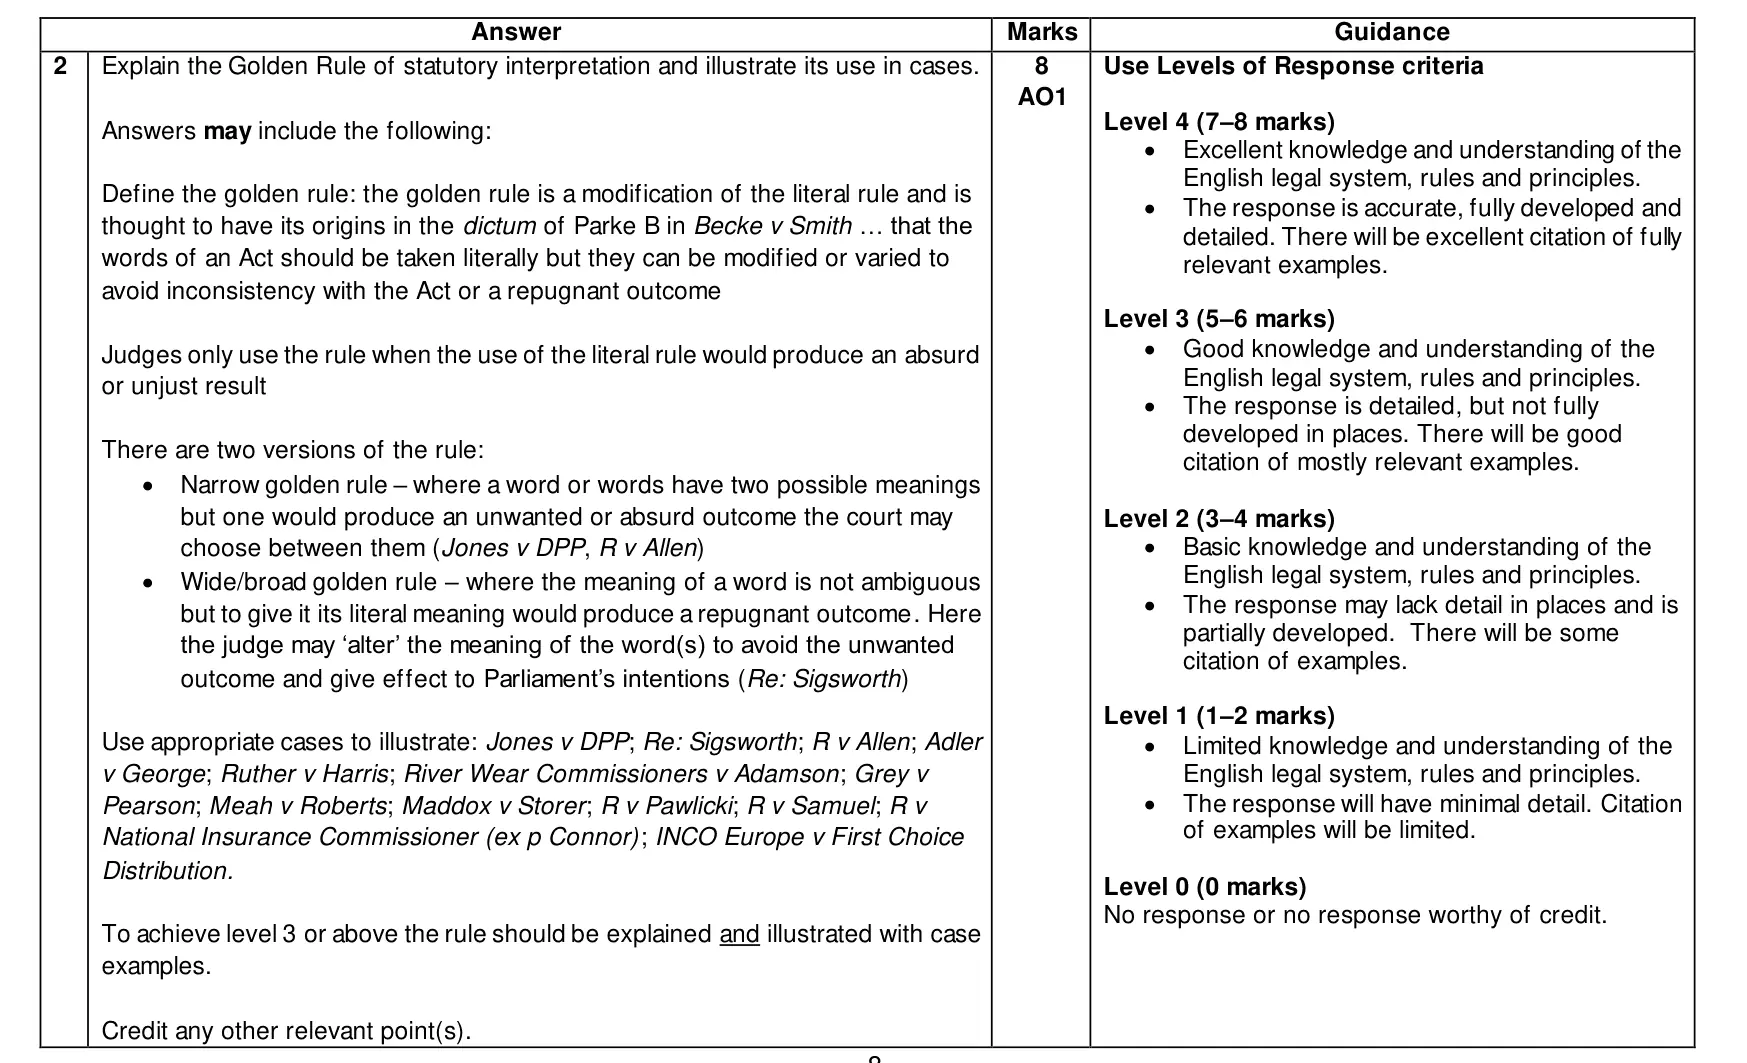 Answer
Marks
Guidance
2
Explain the Golden Rule of statutory interpretation and illustrate its use in cases.
Answers may include the following:
Define the golden rule: the golden rule is a modification of the literal rule and is
thought to have its origins in the dictum of Parke B in Becke v Smith … that the
words of an Act should be taken literally but they can be modified or varied to
avoid inconsistency with the Act or a repugnant outcome
Judges only use the rule when the use of the literal rule would produce an absurd
or unjust result
There are two versions of the rule:
• Narrow golden rule – where a word or words have two possible meanings
but one would produce an unwanted or absurd outcome the court may
choose between them (Jones v DPP, R v Allen)
• Wide/broad golden rule – where the meaning of a word is not ambiguous
but to give it its literal meaning would produce a repugnant outcome. Here
the judge may ‘alter’ the meaning of the word(s) to avoid the unwanted
outcome and give effect to Parliament’s intentions (Re: Sigsworth)
Use appropriate cases to illustrate: Jones v DPP; Re: Sigsworth; R v Allen; Adler
v George; Ruther v Harris; River Wear Commissioners v Adamson; Grey v
Pearson; Meah v Roberts; Maddox v Storer; R v Pawlicki; R v Samuel; R v
National Insurance Commissioner (ex p Connor); INCO Europe v First Choice
Distribution.
To achieve level 3 or above the rule should be explained and illustrated with case
examples.
Credit any other relevant point(s).
8
AO1
Use Levels of Response criteria
Level 4 (7–8 marks)
• Excellent knowledge and understanding of the
English legal system, rules and principles.
• The response is accurate, fully developed and
detailed. There will be excellent citation of fully
relevant examples.
Level 3 (5–6 marks)
• Good knowledge and understanding of the
English legal system, rules and principles.
• The response is detailed, but not fully
developed in places. There will be good
citation of mostly relevant examples.
Level 2 (3–4 marks)
• Basic knowledge and understanding of the
English legal system, rules and principles.
• The response may lack detail in places and is
partially developed. There will be some
citation of examples.
Level 1 (1–2 marks)
• Limited knowledge and understanding of the
English legal system, rules and principles.
• The response will have minimal detail. Citation
of examples will be limited.
Level 0 (0 marks)
No response or no response worthy of credit.